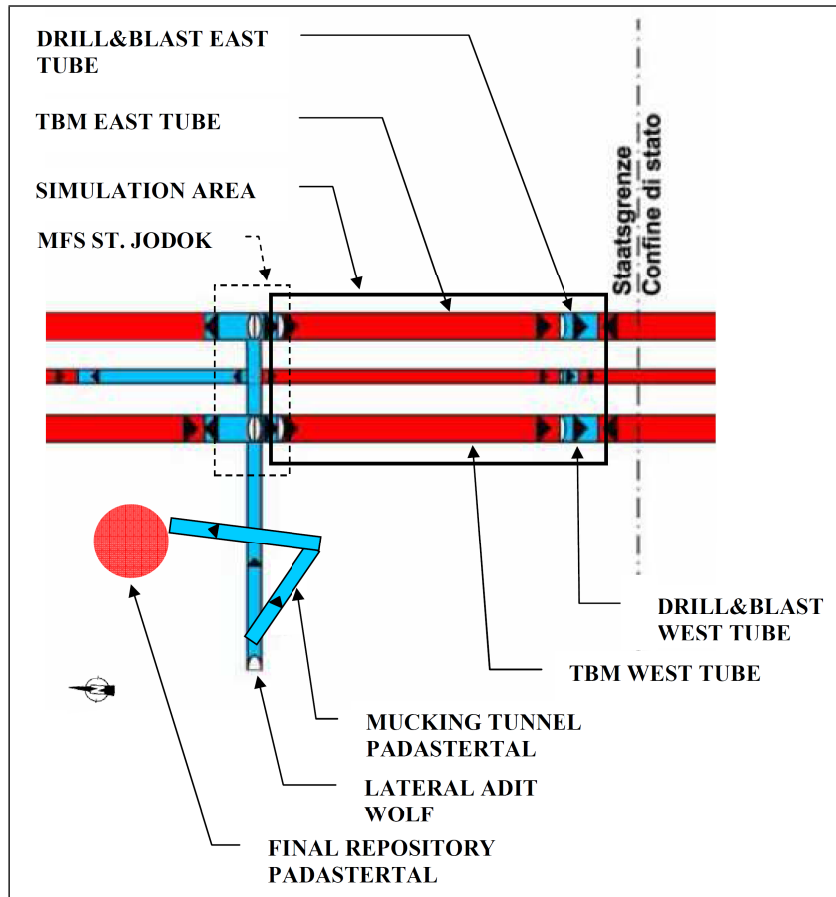 DRILL&BLAST EAST
TUBE
TBM EAST TUBE
SIMULATION AREA
MFS ST. JODOK
Staatsgrenze
Confine di stato
DRILL&BLAST
WEST TUBE
TBM WEST TUBE
MUCKING TUNNEL
PADASTERTAL
LATERAL ADIT
WOLF
FINAL REPOSITORY
PADASTERTAL